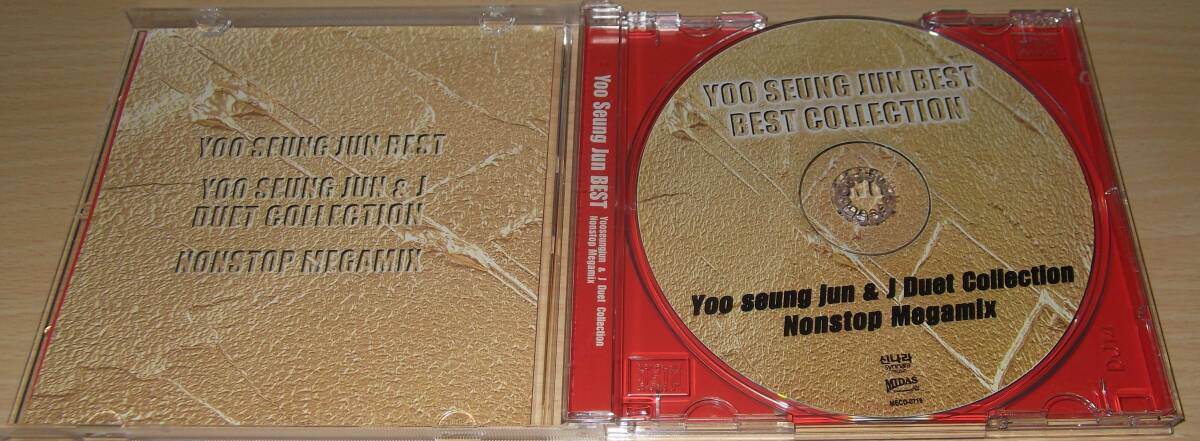 YOO SEUNG JUN BEST
YOO SEUNG JUN & J
DUET COLLECTION
NONSTOP MEGAMIX
Yoo Seung Jun BEST
Yooseungjun & J Duet Collection
Nonstop Megamix
YOO SEUNG JUN BEST
BEST COLLECTION
Yoo seung jun & J Duet Collection
Nonstop Megamix
신나라
synnara
MIDAS